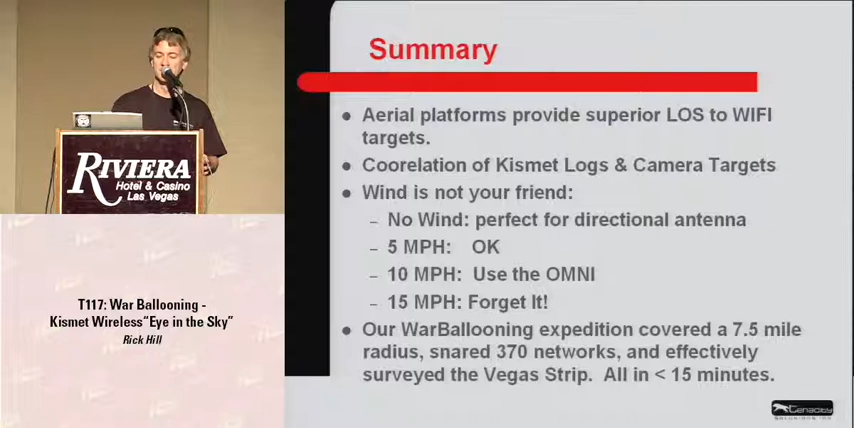 RIVIERA
Hotel & Casino
Las Vegas
T117: War Ballooning -
Kismet Wireless“Eye in the Sky”
Rick Hill
Summary
● Aerial platforms provide superior LOS to WIFI
targets.
● Coorelation of Kismet Logs & Camera Targets
● Wind is not your friend:
– No Wind: perfect for directional antenna
– 5 MPH: OK
– 10 MPH: Use the OMNI
– 15 MPH: Forget It!
● Our WarBallooning expedition covered a 7.5 mile
radius, snared 370 networks, and effectively
surveyed the Vegas Strip. All in < 15 minutes.
Tenacity
SOLUTIONS INC